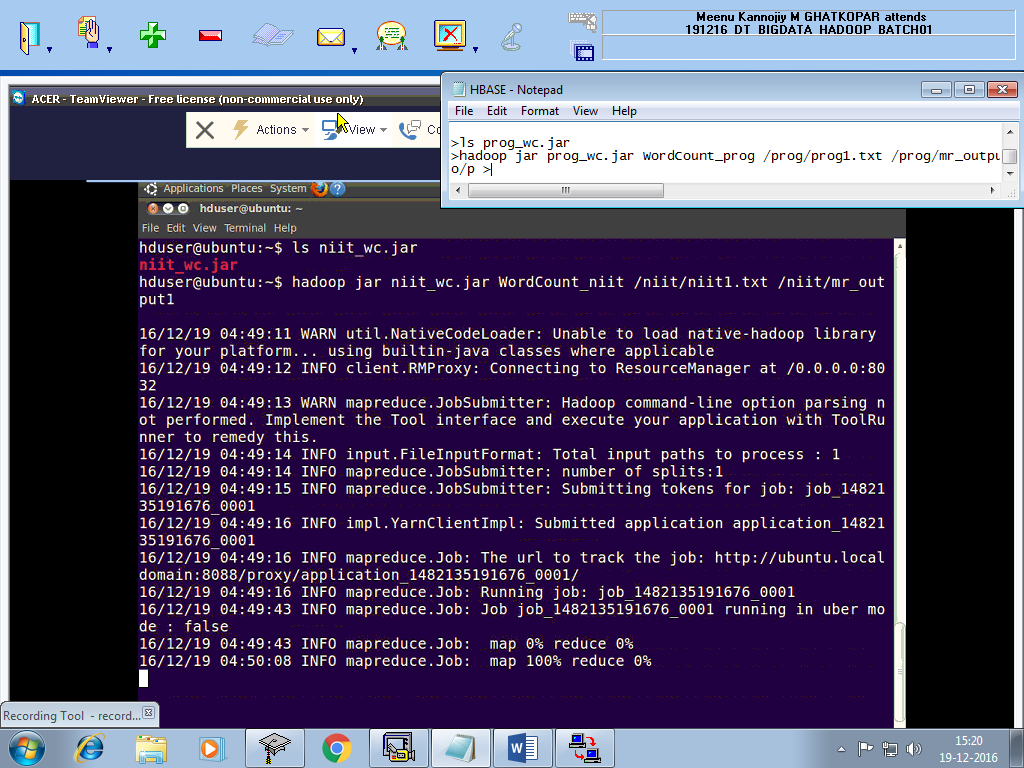 Meenu Kannojiy M GHATKOPAR attends
191216_DT_BIGDATA_HADOOP_BATCH01
ACER - TeamViewer - Free license (non-commercial use only)
Actions
View
Co
HBASE - Notepad
File Edit Format View Help
>ls prog_wc.jar
>hadoop jar prog_wc.jar WordCount_prog /prog/prog1.txt /prog/mr_outpu
o/p >
Applications Places System
hduser@ubuntu: ~
File Edit View Terminal Help
hduser@ubuntu:~$ ls niit_wc.jar
niit_wc.jar
hduser@ubuntu:~$ hadoop jar niit_wc.jar WordCount_niit /niit/niit1.txt /niit/mr_out
put1
16/12/19 04:49:11 WARN util.NativeCodeLoader: Unable to load native-hadoop library
for your platform... using builtin-java classes where applicable
16/12/19 04:49:12 INFO client.RMProxy: Connecting to ResourceManager at /0.0.0.0:80
32
16/12/19 04:49:13 WARN mapreduce.JobSubmitter: Hadoop command-line option parsing n
ot performed. Implement the Tool interface and execute your application with ToolRu
nner to remedy this.
16/12/19 04:49:14 INFO input.FileInputFormat: Total input paths to process : 1
16/12/19 04:49:14 INFO mapreduce.JobSubmitter: number of splits:1
16/12/19 04:49:15 INFO mapreduce.JobSubmitter: Submitting tokens for job: job_14821
35191676_0001
16/12/19 04:49:16 INFO impl.YarnClientImpl: Submitted application application_14821
35191676_0001
16/12/19 04:49:16 INFO mapreduce.Job: The url to track the job: http://ubuntu.local
domain:8088/proxy/application_1482135191676_0001/
16/12/19 04:49:16 INFO mapreduce.Job: Running job: job_1482135191676_0001
16/12/19 04:49:43 INFO mapreduce.Job: Job job_1482135191676_0001 running in uber mo
de : false
16/12/19 04:49:43 INFO mapreduce.Job:  map 0% reduce 0%
16/12/19 04:50:08 INFO mapreduce.Job:  map 100% reduce 0%
Recording Tool - record...
15:20
19-12-2016